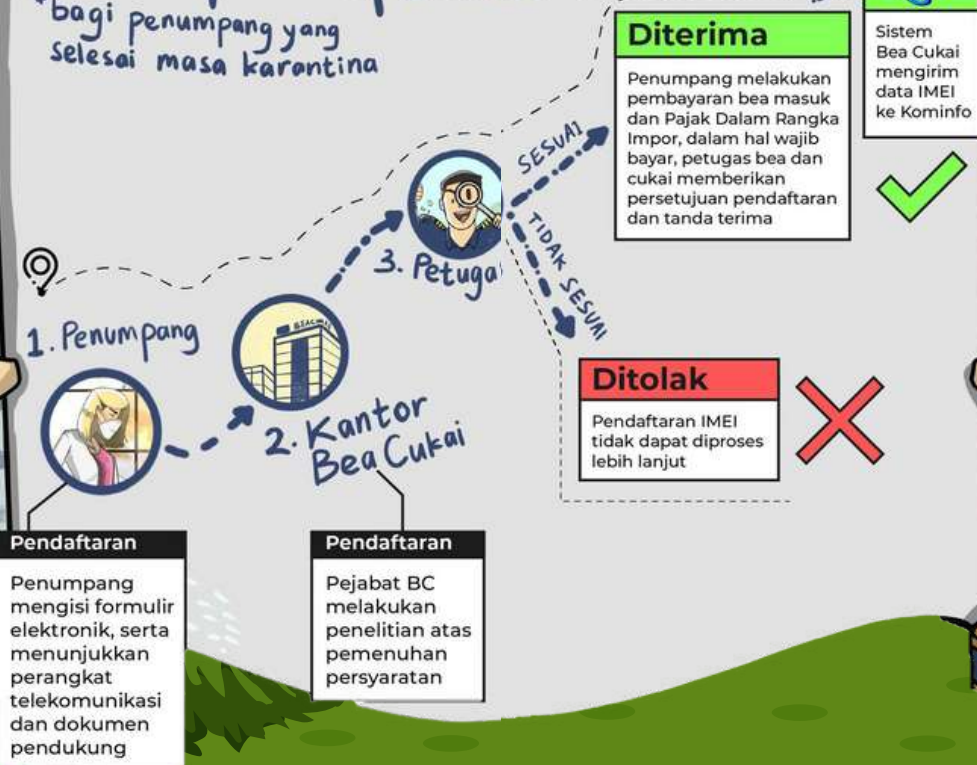 bagi penumpang yang
selesai masa karantina
Diterima
Penumpang melakukan
pembayaran bea masuk
dan Pajak Dalam Rangka
Impor, dalam hal wajib
bayar, petugas bea dan
cukai memberikan
persetujuan pendaftaran
dan tanda terima
Sistem
Bea Cukai
mengirim
data IMEI
ke Kominfo
SESUAI
TIDAK SESUAI
3. Petuga
1. Penumpang
2. Kantor
Bea Cukai
Ditolak
Pendaftaran IMEI
tidak dapat diproses
lebih lanjut
Pendaftaran
Penumpang
mengisi formulir
elektronik, serta
menunjukkan
perangkat
telekomunikasi
dan dokumen
pendukung
Pendaftaran
Pejabat BC
melakukan
penelitian atas
pemenuhan
persyaratan